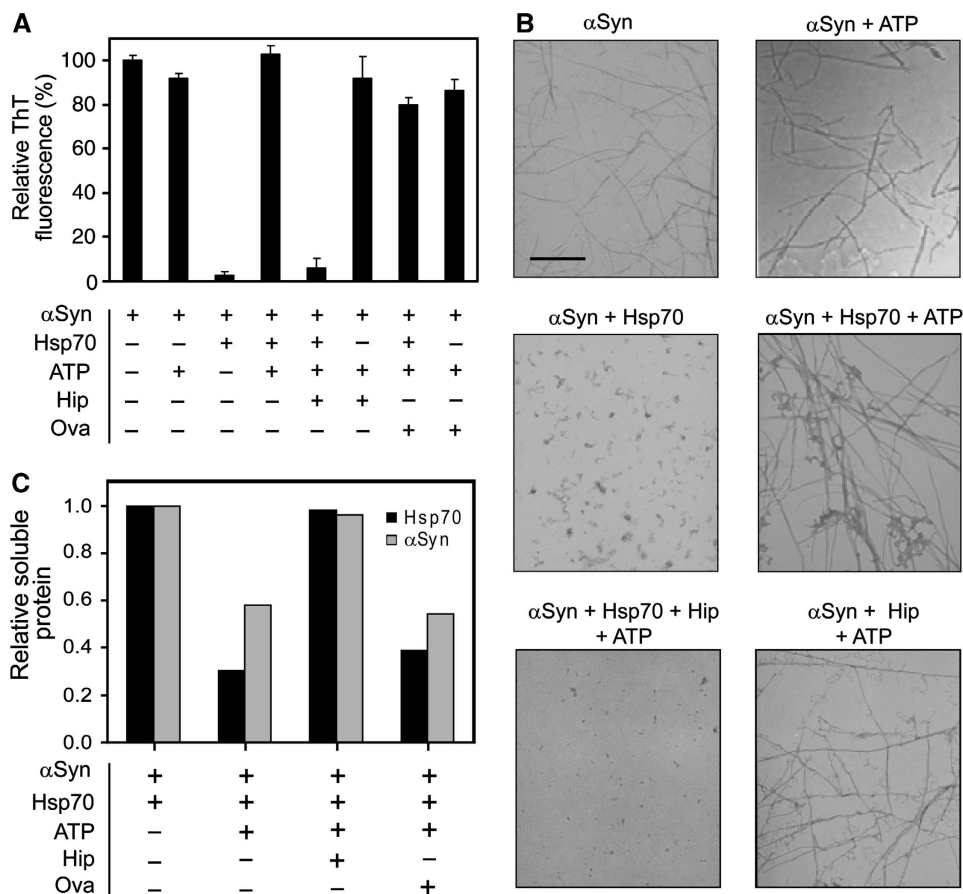 A
Relative ThT
fluorescence (%)
100
80
60
40
20
0
αSyn + + + + + + + +
Hsp70 – – + + + – + –
ATP – + – + + + + +
Hip – – – – + + – –
Ova – – – – – – + +
B
αSyn
αSyn + ATP
αSyn + Hsp70
αSyn + Hsp70 + ATP
αSyn + Hsp70 + Hip
+ ATP
αSyn + Hip
+ ATP
C
Relative soluble
protein
1.0
0.8
0.6
0.4
0.2
0.0
Hsp70
αSyn
αSyn + + + +
Hsp70 + + + +
ATP – + + +
Hip – – + –
Ova – – – +